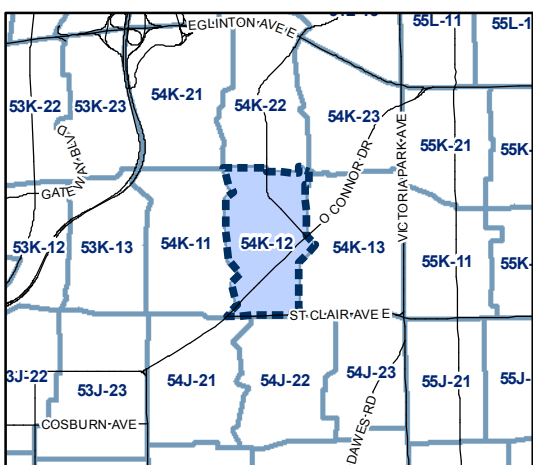 EGLINTON AVE E
55L-11
55L-1
53K-22
53K-23
54K-21
54K-22
54K-23
55K-21
55K-
GATEWAY BLVD
O CONNOR DR
VICTORIA PARK AVE
53K-12
53K-13
54K-11
54K-12
54K-13
55K-11
55K-
ST CLAIR AVE E
3J-22
53J-23
54J-21
54J-22
54J-23
55J-21
55J-
COSBURN AVE
DAWES RD